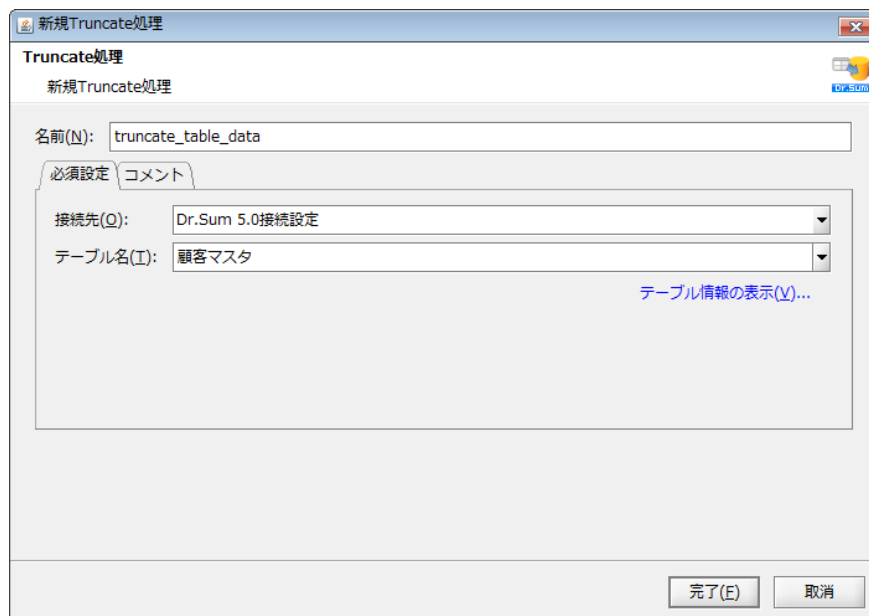 新規Truncate処理
Truncate処理
新規Truncate処理
Dr.Sum
名前(N): truncate_table_data
必須設定 コメント
接続先(O): Dr.Sum 5.0接続設定
テーブル名(T): 顧客マスタ
テーブル情報の表示(V)...
完了(F) 取消